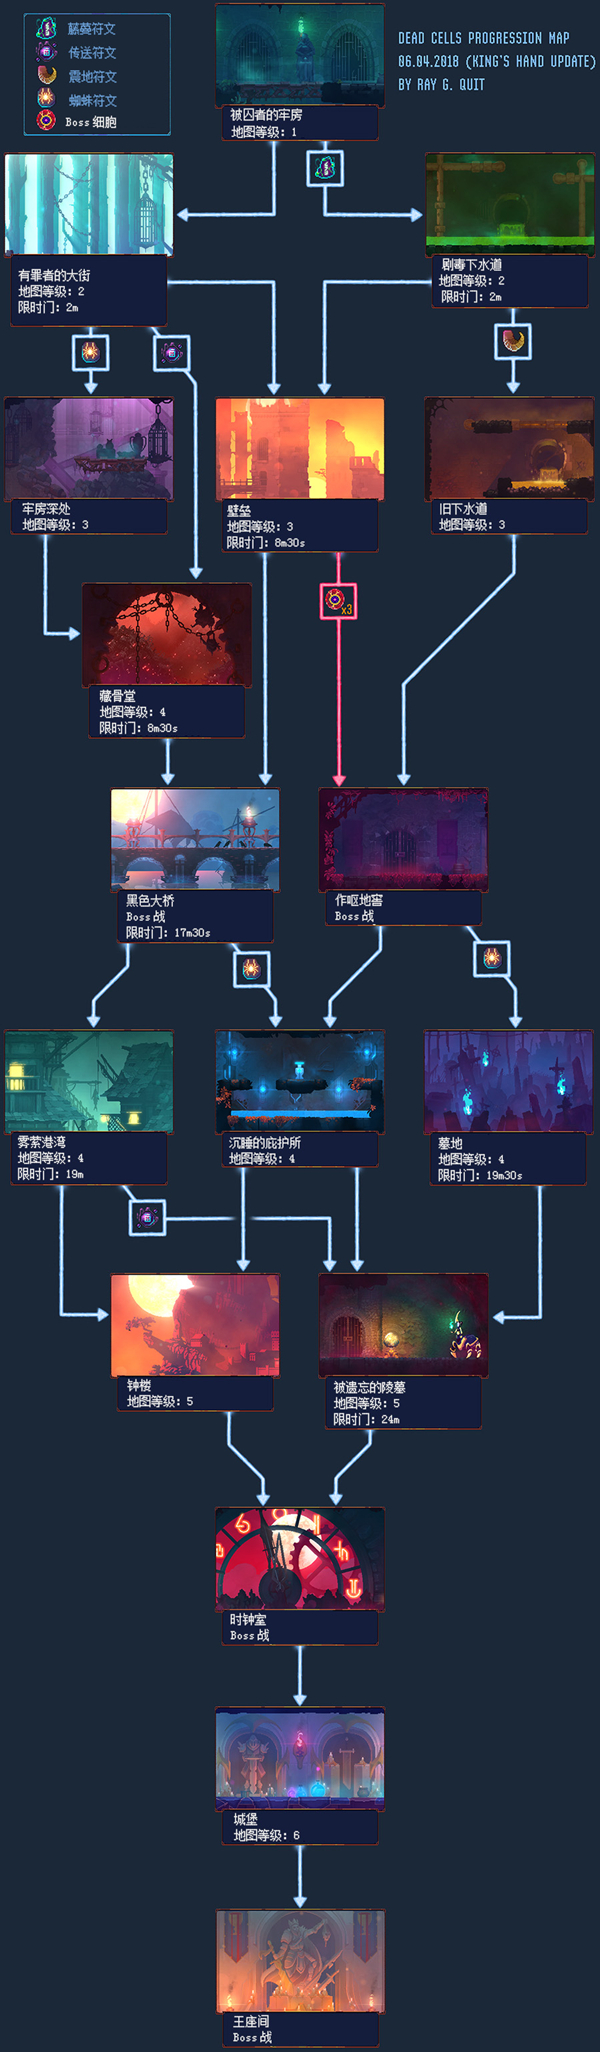 藤蔓符文
传送符文
震地符文
蜘蛛符文
Boss 细胞
DEAD CELLS PROGRESSION MAP
06.04.2018 (KING'S HAND UPDATE)
BY RAY G. QUIT
被囚者的牢房
地图等级: 1
有罪者的大街
地图等级: 2
限时门: 2m
剧毒下水道
地图等级: 2
限时门: 2m
牢房深处
地图等级: 3
壁垒
地图等级: 3
限时门: 8m30s
旧下水道
地图等级: 3
x3
藏骨堂
地图等级: 4
限时门: 8m30s
黑色大桥
Boss 战
限时门: 17m30s
作呕地窖
Boss 战
雾萦港湾
地图等级: 4
限时门: 19m
沉睡的庇护所
地图等级: 4
墓地
地图等级: 4
限时门: 19m30s
钟楼
地图等级: 5
被遗忘的陵墓
地图等级: 5
限时门: 24m
时钟室
Boss 战
城堡
地图等级: 6
王座间
Boss 战